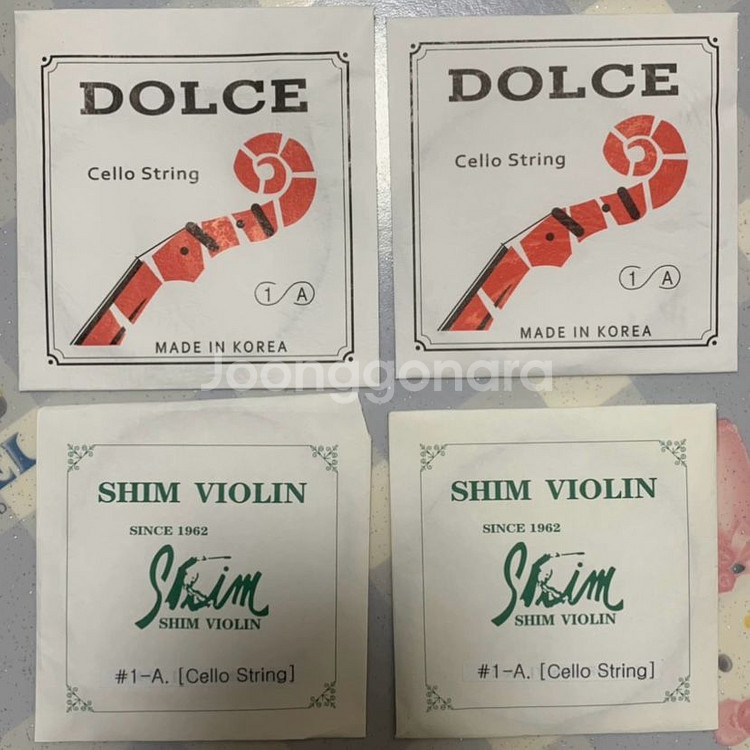 DOLCE
Cello String
1 A
MADE IN KOREA
DOLCE
Cello String
1 A
MADE IN KOREA
Joonggonara
SHIM VIOLIN
SINCE 1962
Shim
SHIM VIOLIN
#1-A. [Cello String]
SHIM VIOLIN
SINCE 1962
Shim
SHIM VIOLIN
#1-A. [Cello String]